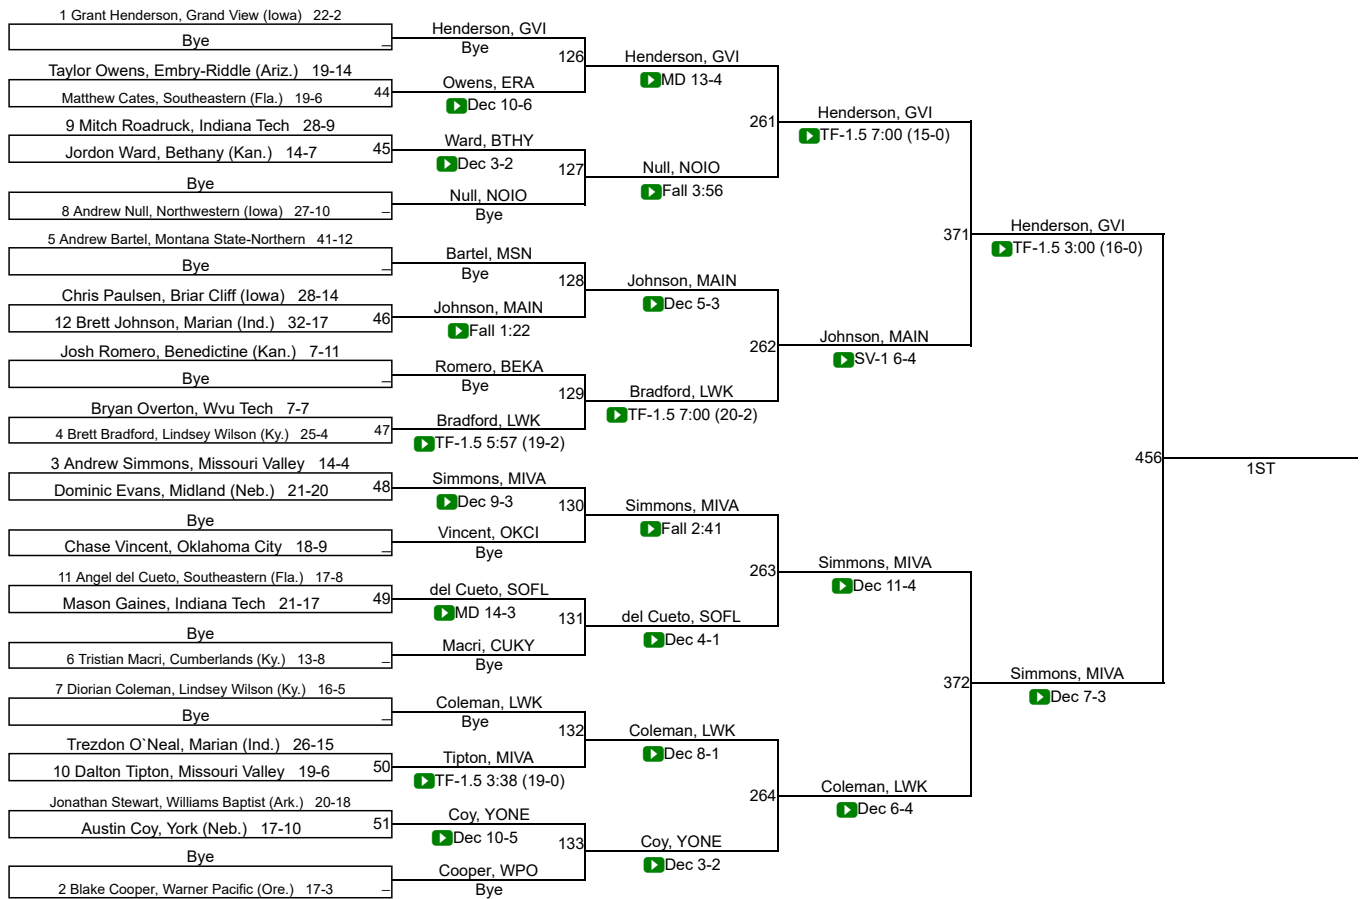 1 Grant Henderson, Grand View (Iowa) 22-2
Bye _
Taylor Owens, Embry-Riddle (Ariz.) 19-14
Matthew Cates, Southeastern (Fla.) 19-6
44
9 Mitch Roadruck, Indiana Tech 28-9
Jordon Ward, Bethany (Kan.) 14-7
45
Bye
8 Andrew Null, Northwestern (Iowa) 27-10 _
5 Andrew Bartel, Montana State-Northern 41-12
Bye _
Chris Paulsen, Briar Cliff (Iowa) 28-14
12 Brett Johnson, Marian (Ind.) 32-17
46
Josh Romero, Benedictine (Kan.) 7-11
Bye _
Bryan Overton, Wvu Tech 7-7
4 Brett Bradford, Lindsey Wilson (Ky.) 25-4
47
3 Andrew Simmons, Missouri Valley 14-4
Dominic Evans, Midland (Neb.) 21-20
48
Bye
Chase Vincent, Oklahoma City 18-9 _
11 Angel del Cueto, Southeastern (Fla.) 17-8
Mason Gaines, Indiana Tech 21-17
49
Bye
6 Tristian Macri, Cumberlands (Ky.) 13-8 _
7 Diorian Coleman, Lindsey Wilson (Ky.) 16-5
Bye _
Trezdon O`Neal, Marian (Ind.) 26-15
10 Dalton Tipton, Missouri Valley 19-6
50
Jonathan Stewart, Williams Baptist (Ark.) 20-18
Austin Coy, York (Neb.) 17-10
51
Bye
2 Blake Cooper, Warner Pacific (Ore.) 17-3 _
Henderson, GVI
Bye
126
Owens, ERA
Dec 10-6
Ward, BTHY
Dec 3-2
127
Null, NOIO
Bye
Bartel, MSN
Bye
128
Johnson, MAIN
Fall 1:22
Romero, BEKA
Bye
129
Bradford, LWK
TF-1.5 5:57 (19-2)
Simmons, MIVA
Dec 9-3
130
Vincent, OKCI
Bye
del Cueto, SOFL
MD 14-3
131
Macri, CUKY
Bye
Coleman, LWK
Bye
132
Tipton, MIVA
TF-1.5 3:38 (19-0)
Coy, YONE
Dec 10-5
133
Cooper, WPO
Bye
Henderson, GVI
MD 13-4
261
Null, NOIO
Fall 3:56
Johnson, MAIN
Dec 5-3
262
Bradford, LWK
TF-1.5 7:00 (20-2)
Simmons, MIVA
Fall 2:41
263
del Cueto, SOFL
Dec 4-1
Coleman, LWK
Dec 8-1
264
Coy, YONE
Dec 3-2
Henderson, GVI
TF-1.5 7:00 (15-0)
371
Johnson, MAIN
SV-1 6-4
Simmons, MIVA
Dec 11-4
372
Coleman, LWK
Dec 6-4
Henderson, GVI
TF-1.5 3:00 (16-0)
456
Simmons, MIVA
Dec 7-3
1ST